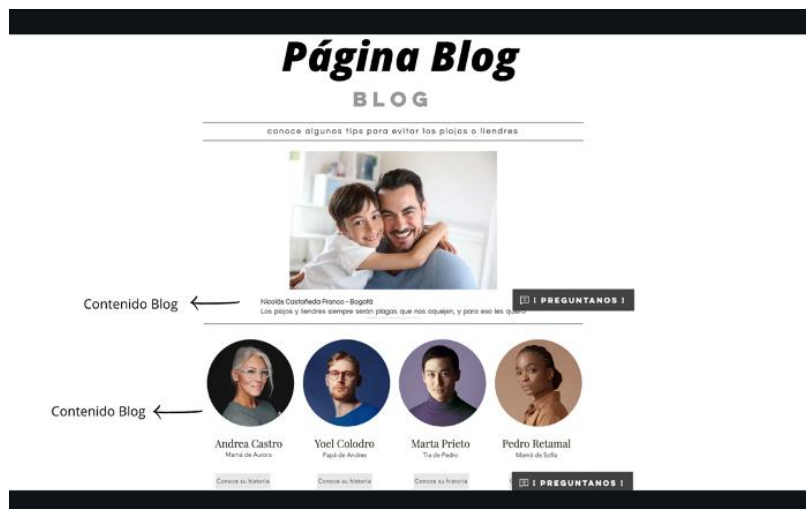 Página Blog
BLOG
conoce algunos tips para evitar los piojos o liendres
Contenido Blog
Nicolás Castañeda Franco - Bogotá
Los piojos y liendres siempre serán plagas que nos aquejen, y para eso les quiero
¡ PREGUNTANOS !
Contenido Blog
Andrea Castro
Mamá de Aurora
Conoce su historia
Yoel Colodro
Papá de Andres
Conoce su historia
Marta Prieto
Tia de Pedro
Conoce su historia
Pedro Retamal
Mamá de Sofía
¡ PREGUNTANOS !